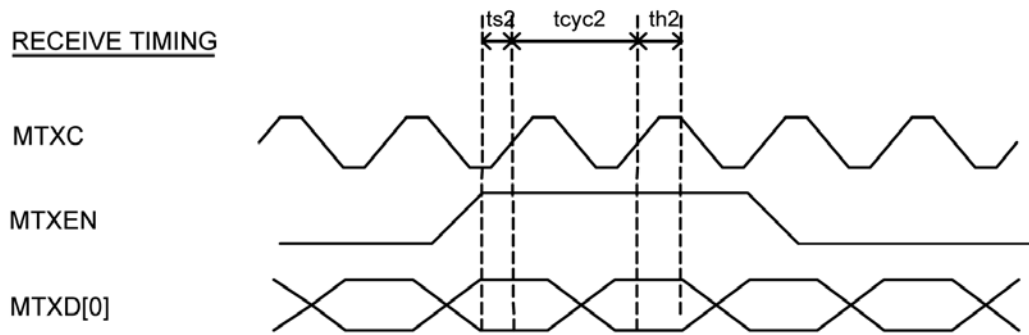 ts2 tcyc2 th2
RECEIVE TIMING
MTXC
MTXEN
MTXD[0]